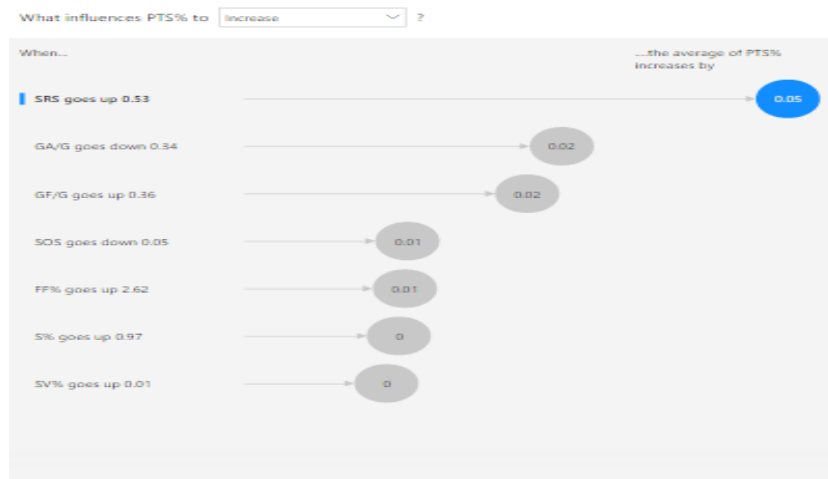 What influences PTS% to Increase ?
When...
....the average of PTS% increases by
SRS goes up 0.53 0.05
GA/G goes down 0.34 0.02
GF/G goes up 0.36 0.02
SOS goes down 0.05 0.01
FF% goes up 2.62 0.01
S% goes up 0.97 0
SV% goes up 0.01 0